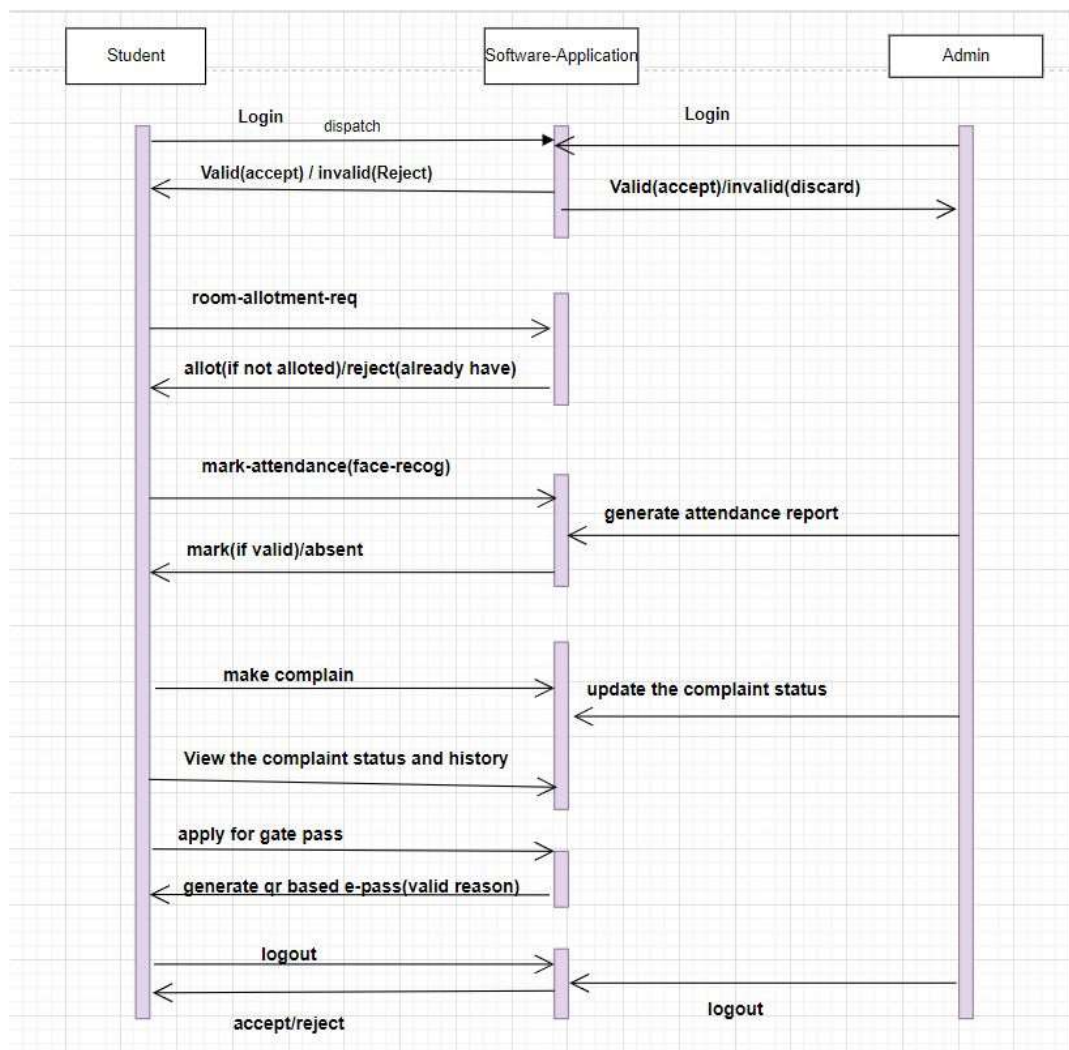 Student
Software-Application
Admin
Login
dispatch
Login
Valid(accept) / invalid(Reject)
Valid(accept)/invalid(discard)
room-allotment-req
allot(if not alloted)/reject(already have)
mark-attendance(face-recog)
generate attendance report
mark(if valid)/absent
make complain
update the complaint status
View the complaint status and history
apply for gate pass
generate qr based e-pass(valid reason)
logout
logout
accept/reject